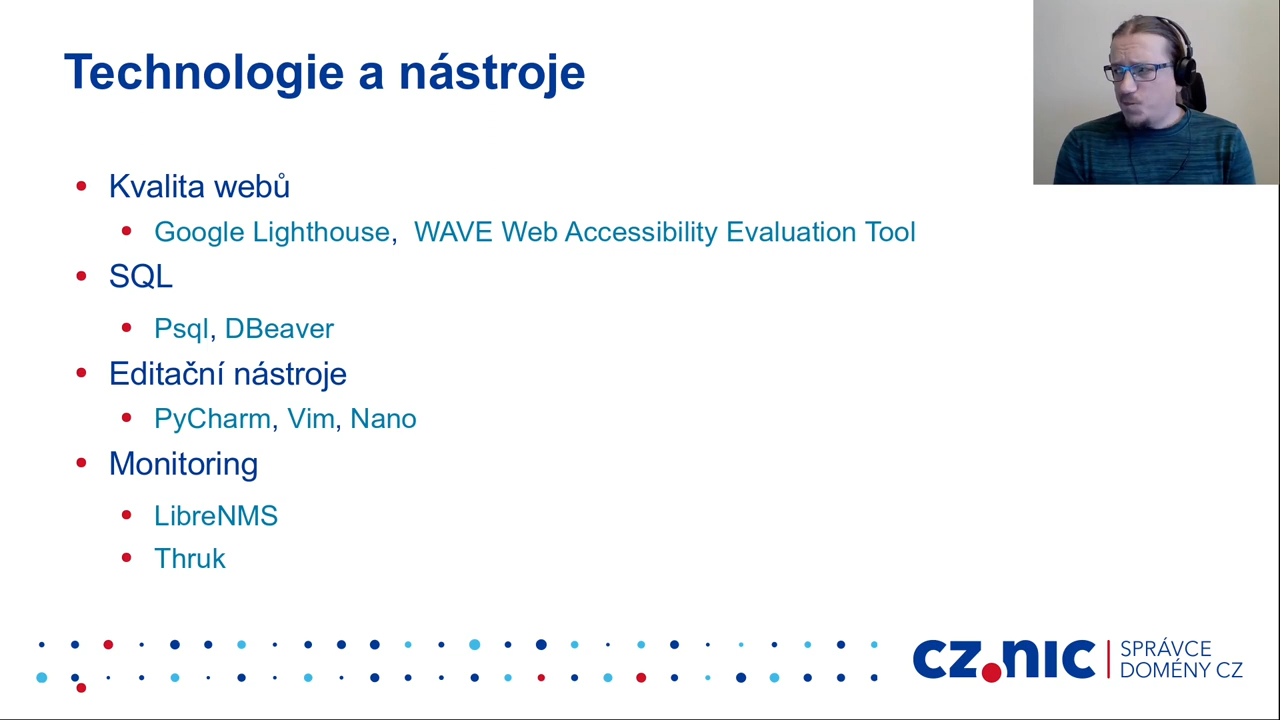 Technologie a nástroje
Kvalita webů
Google Lighthouse, WAVE Web Accessibility Evaluation Tool
SQL
Psql, DBeaver
Editační nástroje
PyCharm, Vim, Nano
Monitoring
LibreNMS
Thruk
CZ.NIC
SPRÁVCE
DOMÉNY CZ